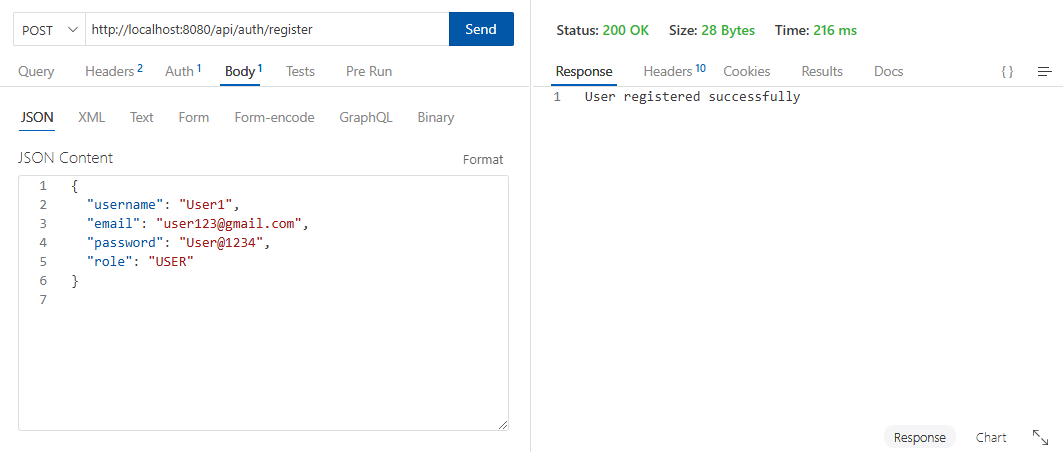 POST http://localhost:8080/api/auth/register Send
Query Headers 2 Auth 1 Body 1 Tests Pre Run
JSON XML Text Form Form-encode GraphQL Binary
JSON Content Format
1 {
2 "username": "User1",
3 "email": "user123@gmail.com",
4 "password": "User@1234",
5 "role": "USER"
6 }
7
Status: 200 OK Size: 28 Bytes Time: 216 ms
Response Headers 10 Cookies Results Docs { }
1 User registered successfully
Response Chart